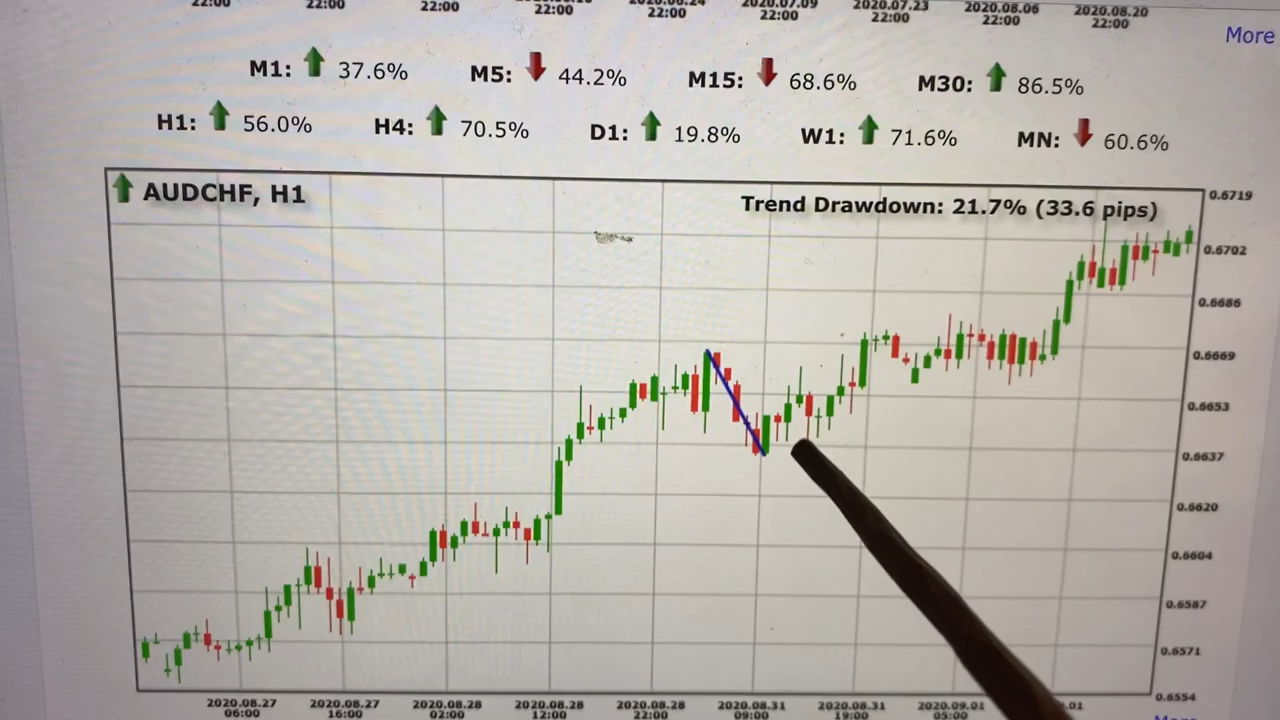 22:00 22:00 22:00 22:00 22:00 2020.07.09 22:00 2020.07.23 22:00 2020.08.06 22:00 2020.08.20 22:00
More
M1: 37.6% M5: 44.2% M15: 68.6% M30: 86.5%
H1: 56.0% H4: 70.5% D1: 19.8% W1: 71.6% MN: 60.6%
AUDCHF, H1
Trend Drawdown: 21.7% (33.6 pips)
0.6719
0.6702
0.6686
0.6669
0.6653
0.6637
0.6620
0.6604
0.6587
0.6571
0.6554
2020.08.27 2020.08.27 2020.08.28 2020.08.28 2020.08.28 2020.08.31 2020.08.31 2020.09.01
06:00 16:00 02:00 12:00 22:00 09:00 19:00 05:00